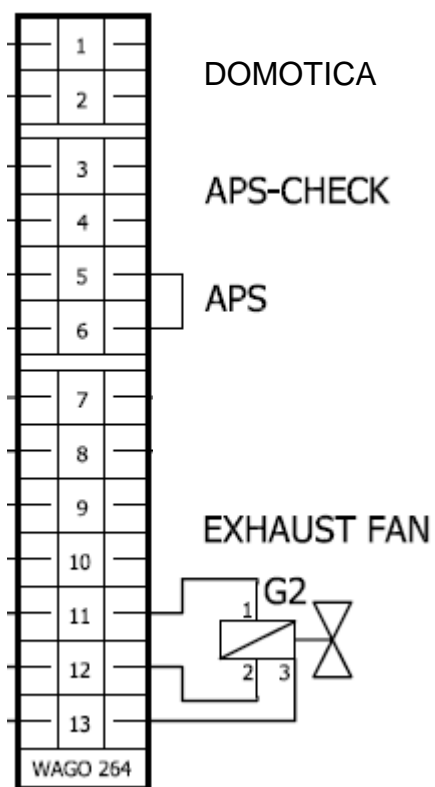 1
DOMOTICA
2
3
APS-CHECK
4
5
APS
6
7
8
9
EXHAUST FAN
10
G2
11
1
12
2 3
13
WAGO 264